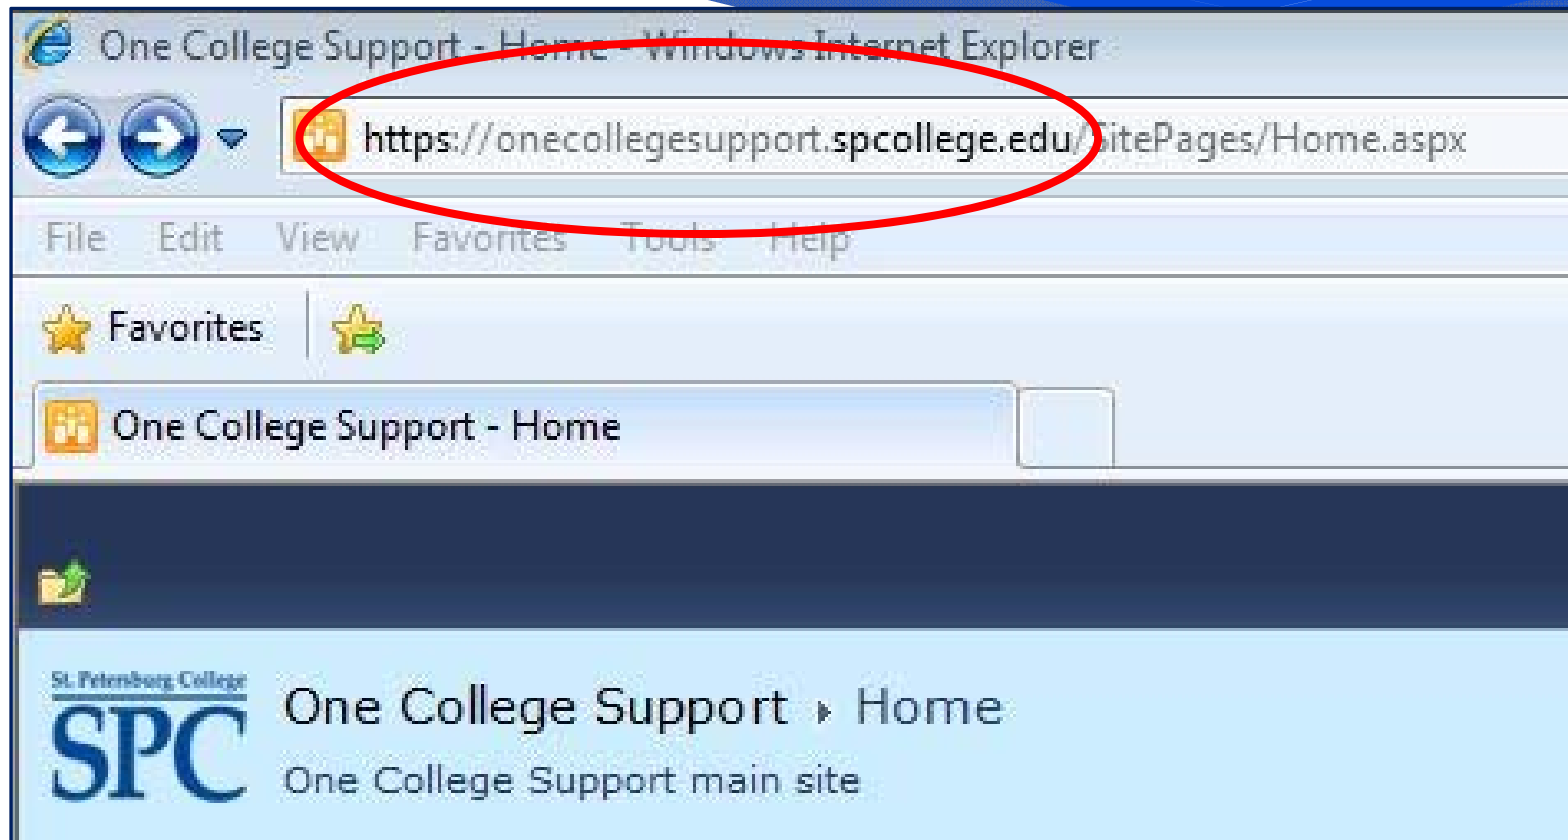 One College Support - Home - Windows Internet Explorer
https://onecollegesupport.spcollege.edu/SitePages/Home.aspx
File Edit View Favorites Tools Help
Favorites
One College Support - Home
St. Petersburg College
SPC
One College Support ▸ Home
One College Support main site